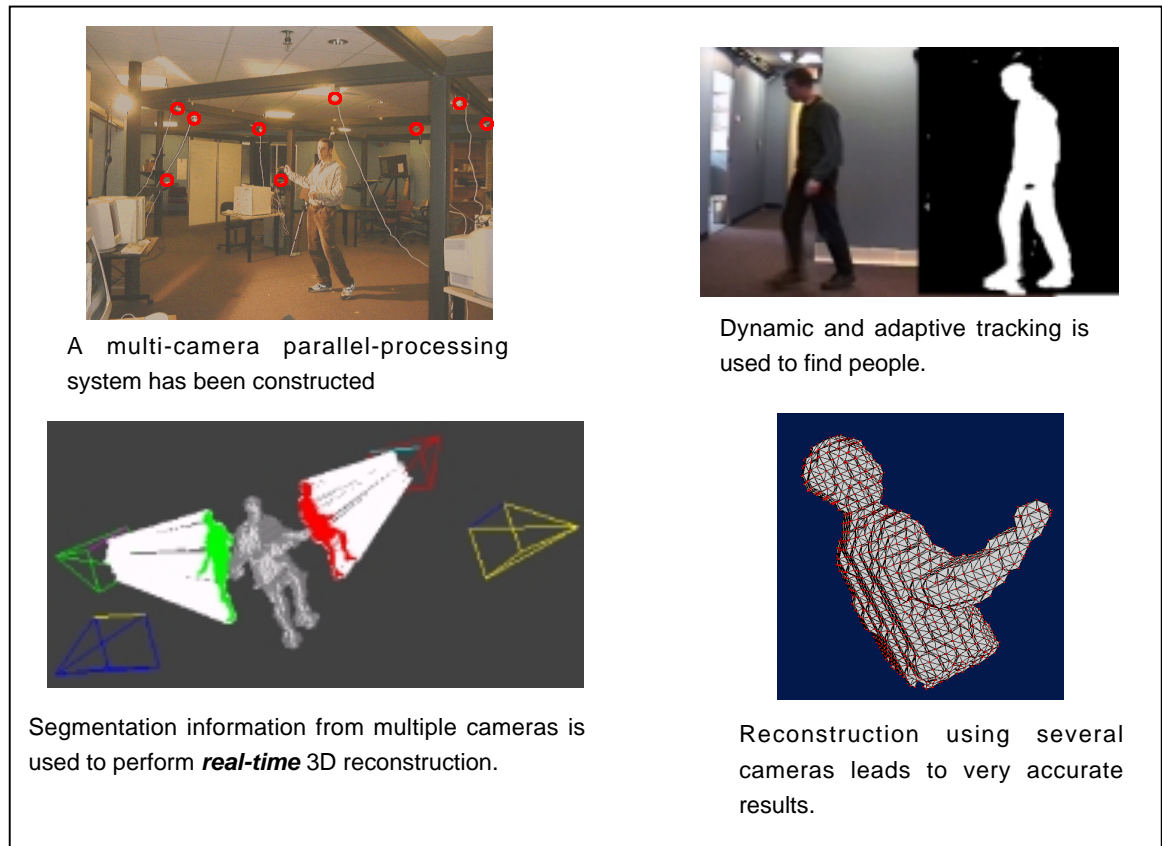 A multi-camera parallel-processing
system has been constructed
Dynamic and adaptive tracking is
used to find people.
Segmentation information from multiple cameras is
used to perform real-time 3D reconstruction.
Reconstruction using several
cameras leads to very accurate
results.